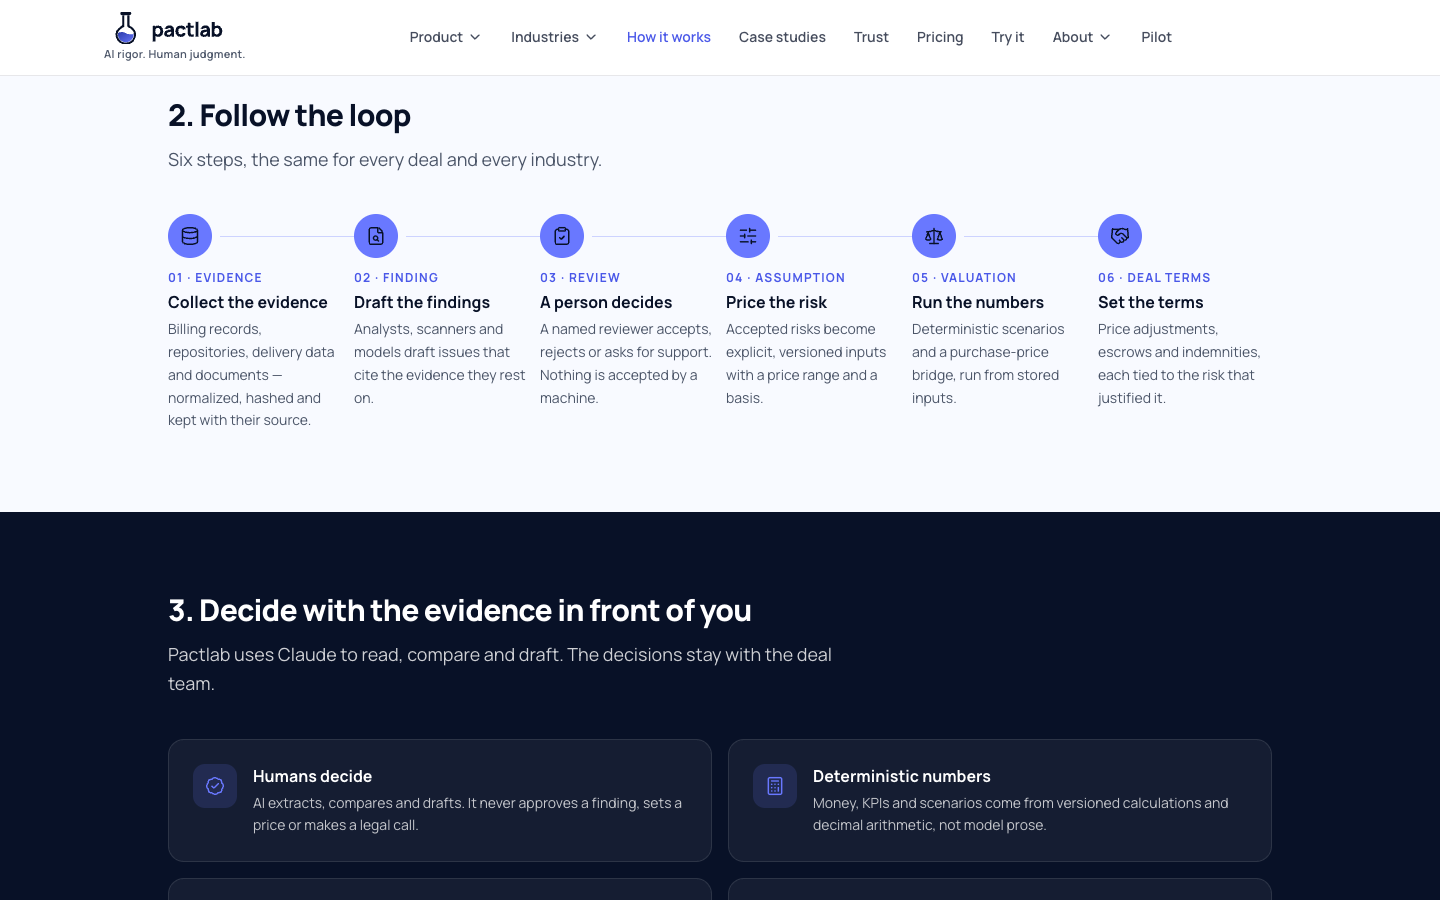 pactlab
AI rigor. Human judgment.
Product
Industries
How it works
Case studies
Trust
Pricing
Try it
About
Pilot
2. Follow the loop
Six steps, the same for every deal and every industry.
01 · EVIDENCE
Collect the evidence
Billing records,
repositories, delivery data
and documents —
normalized, hashed and
kept with their source.
02 · FINDING
Draft the findings
Analysts, scanners and
models draft issues that
cite the evidence they rest
on.
03 · REVIEW
A person decides
A named reviewer accepts,
rejects or asks for support.
Nothing is accepted by a
machine.
04 · ASSUMPTION
Price the risk
Accepted risks become
explicit, versioned inputs
with a price range and a
basis.
05 · VALUATION
Run the numbers
Deterministic scenarios
and a purchase-price
bridge, run from stored
inputs.
06 · DEAL TERMS
Set the terms
Price adjustments,
escrows and indemnities,
each tied to the risk that
justified it.
3. Decide with the evidence in front of you
Pactlab uses Claude to read, compare and draft. The decisions stay with the deal
team.
Humans decide
AI extracts, compares and drafts. It never approves a finding, sets a
price or makes a legal call.
Deterministic numbers
Money, KPIs and scenarios come from versioned calculations and
decimal arithmetic, not model prose.